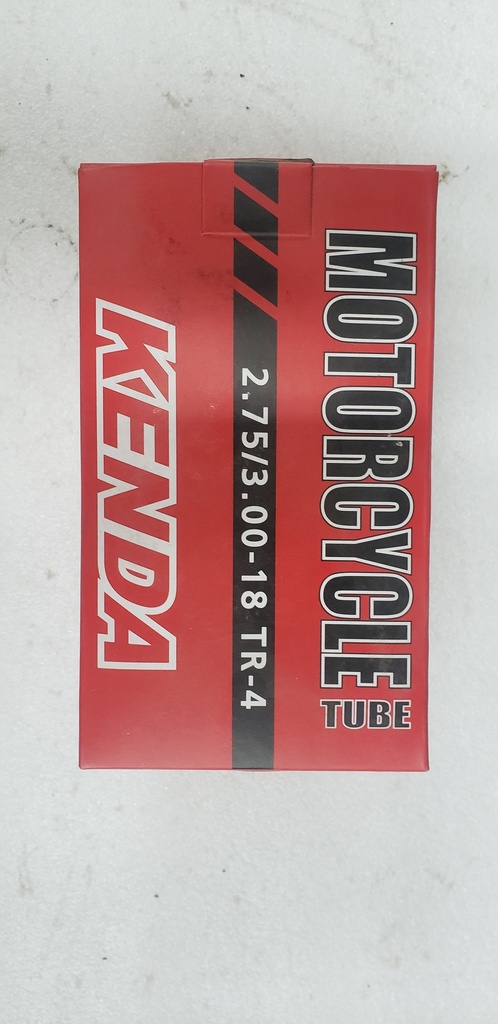 MOTORCYCLE
TUBE
2.75/3.00-18 TR-4
KENDA